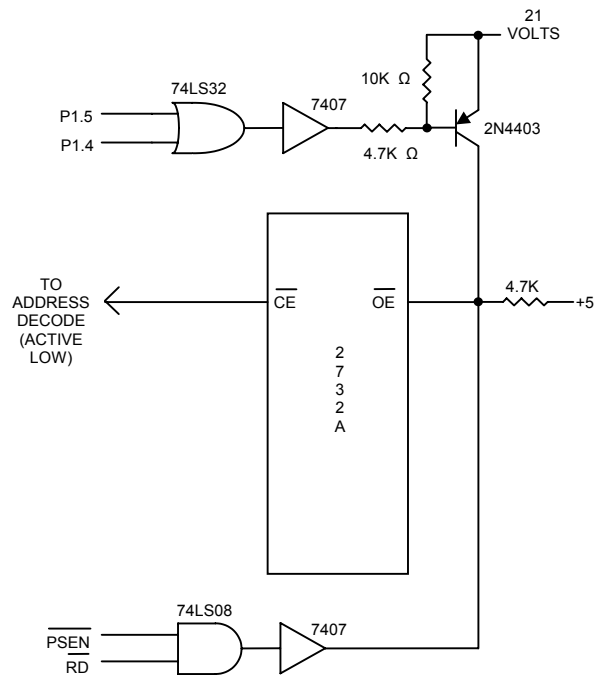 21
VOLTS
74LS32
10K Ω
7407
P1.5
P1.4
2N4403
4.7K Ω
TO
ADDRESS
DECODE
(ACTIVE
LOW)
CE
OE
4.7K
+5
2
7
3
2
A
74LS08
7407
PSEN
RD